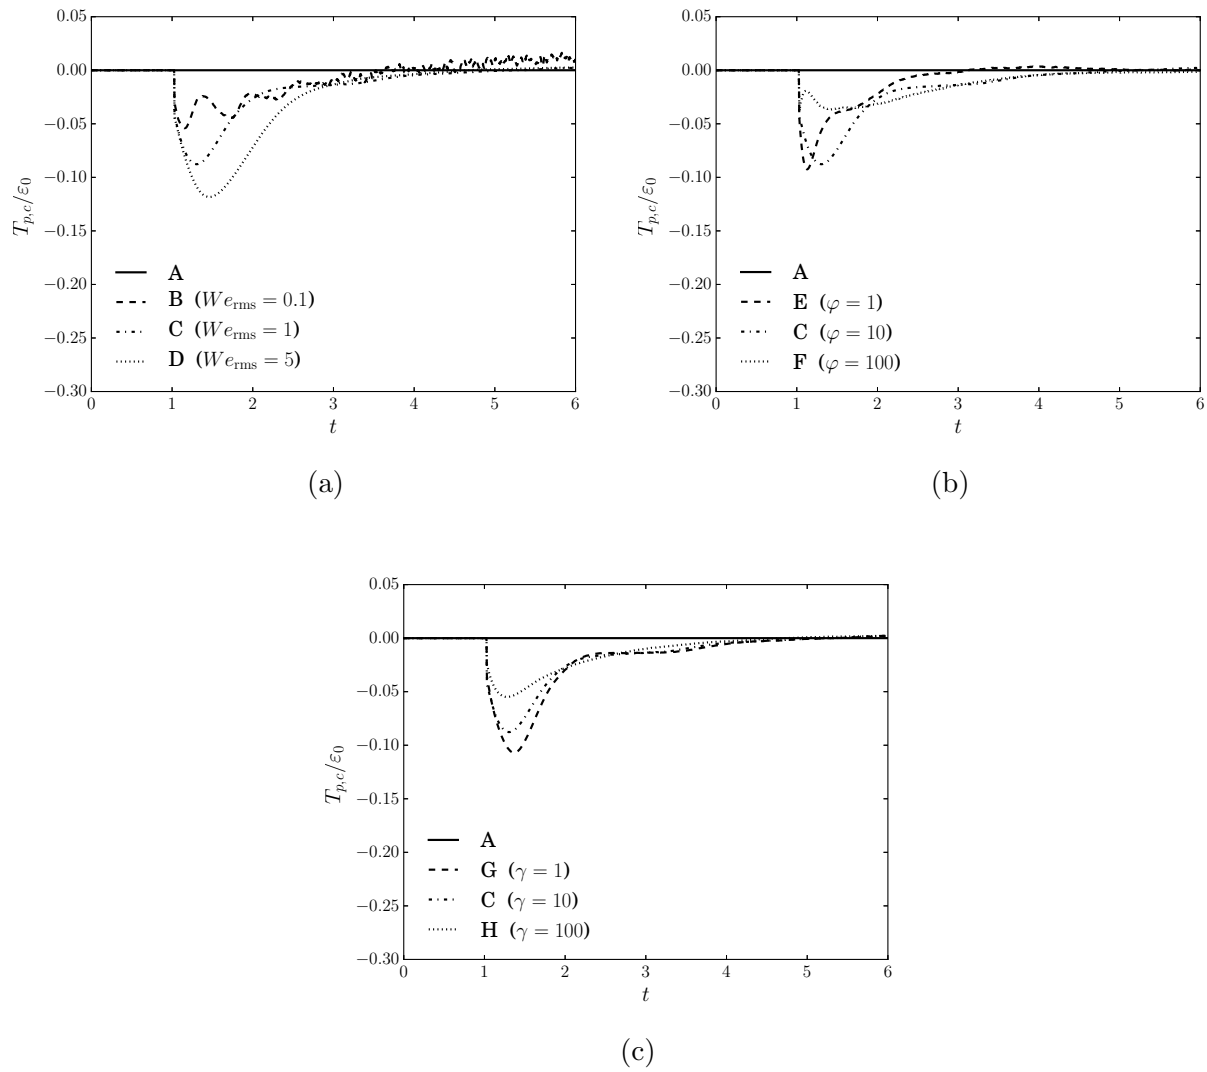 0.05
0.00
−0.05
−0.10
−0.15
−0.20
−0.25
−0.30
T_{p,c}/ε_0
A
B (We_rms = 0.1)
C (We_rms = 1)
D (We_rms = 5)
0 1 2 3 4 5 6
t
(a)
0.05
0.00
−0.05
−0.10
−0.15
−0.20
−0.25
−0.30
T_{p,c}/ε_0
A
E (φ = 1)
C (φ = 10)
F (φ = 100)
0 1 2 3 4 5 6
t
(b)
0.05
0.00
−0.05
−0.10
−0.15
−0.20
−0.25
−0.30
T_{p,c}/ε_0
A
G (γ = 1)
C (γ = 10)
H (γ = 100)
0 1 2 3 4 5 6
t
(c)